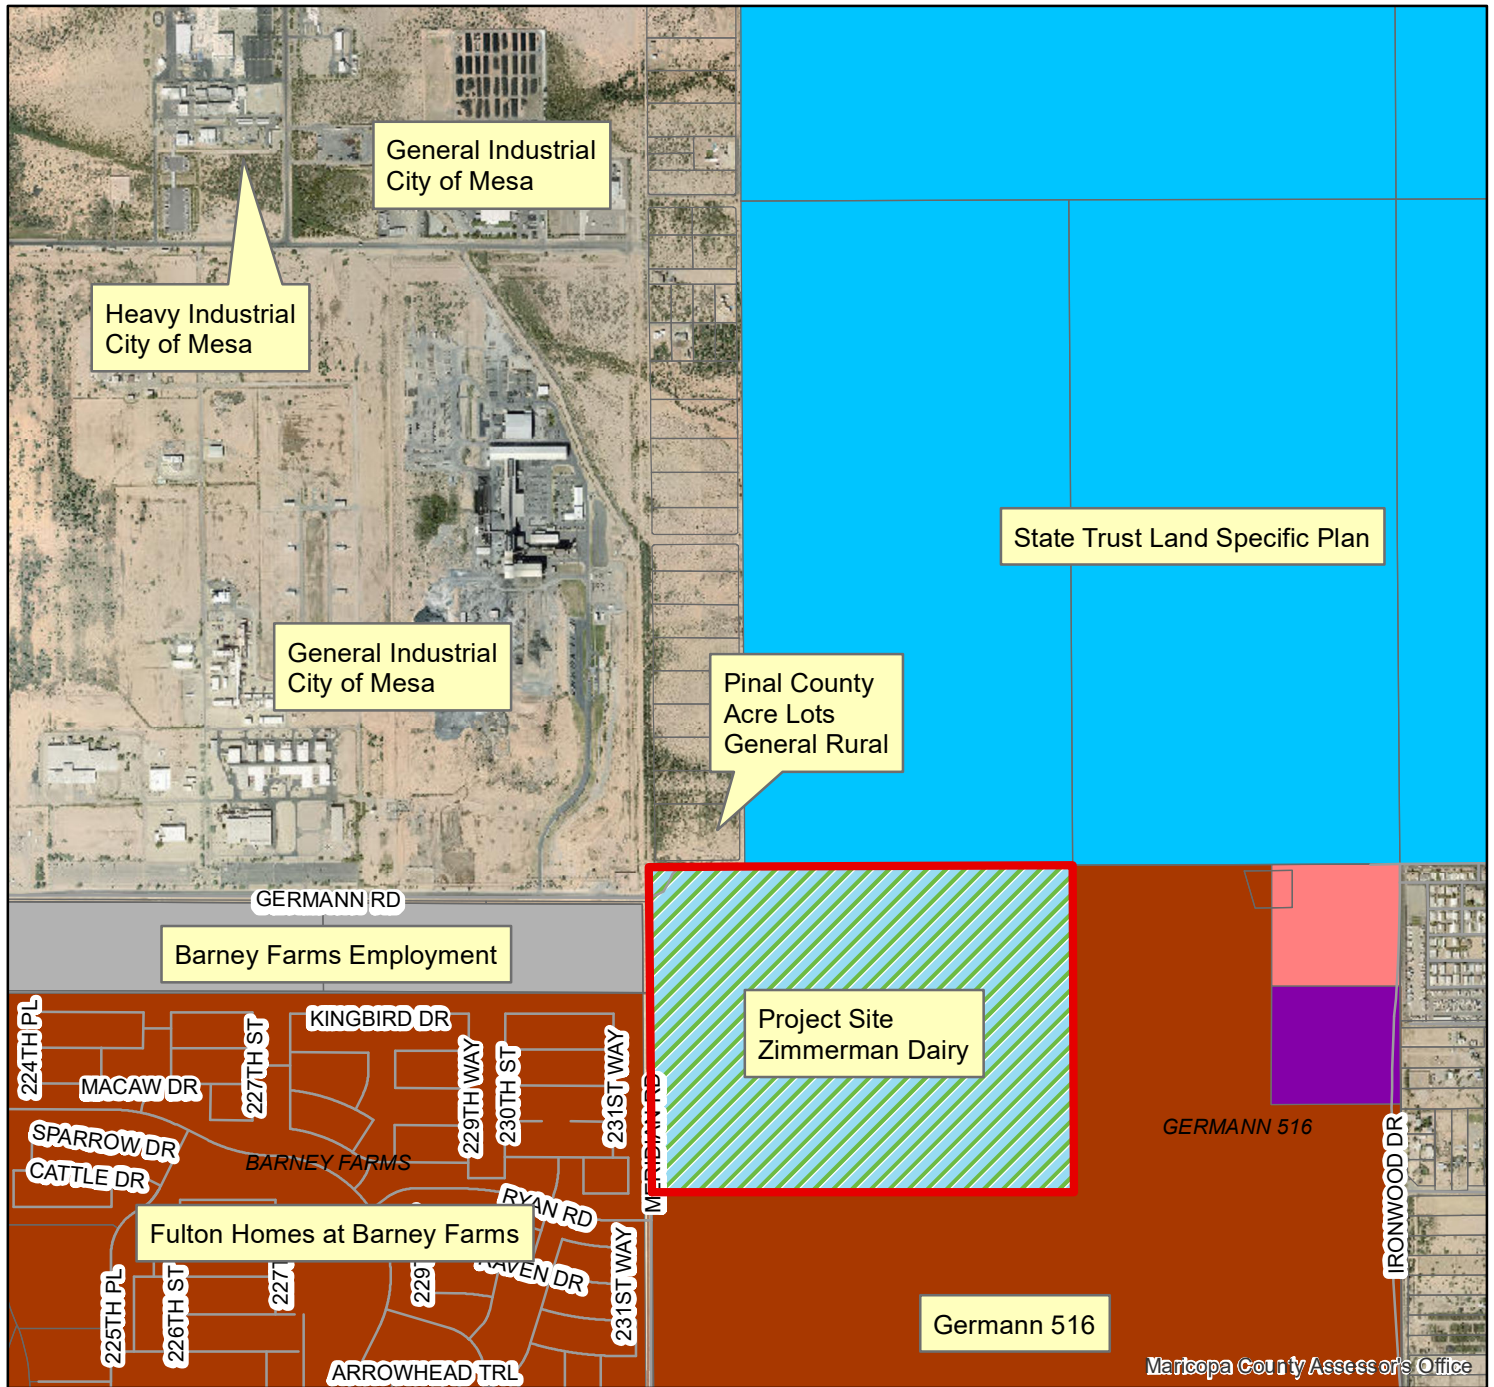 General Industrial
City of Mesa
Heavy Industrial
City of Mesa
State Trust Land Specific Plan
General Industrial
City of Mesa
Pinal County
Acre Lots
General Rural
GERMANN RD
Barney Farms Employment
Project Site
Zimmerman Dairy
224TH PL
KINGBIRD DR
227TH ST
MACAW DR
229TH WAY
230TH ST
231ST WAY
MERIDIAN RD
SPARROW DR
CATTLE DR
BARNEY FARMS
GERMANN 516
IRONWOOD DR
RYAN RD
Fulton Homes at Barney Farms
RAVEN DR
225TH PL
226TH ST
227T
229T
231ST WAY
Germann 516
ARROWHEAD TRL
Maricopa County Assessor's Office